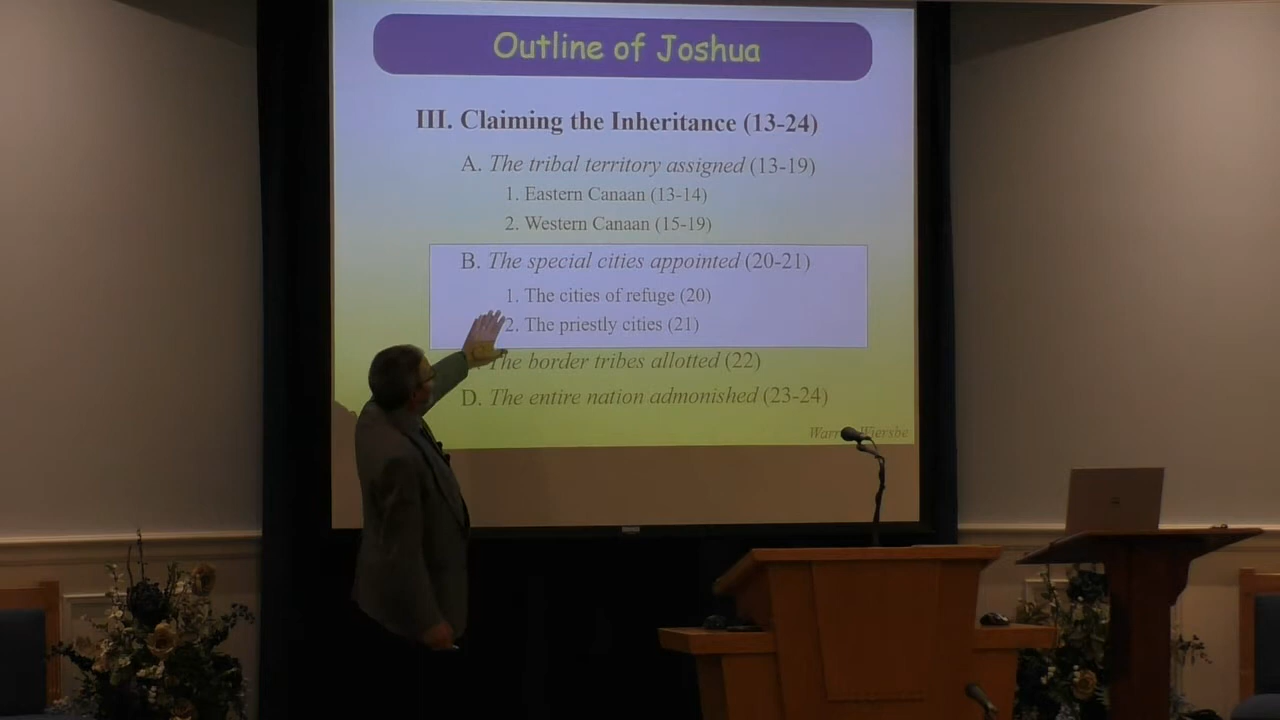 Outline of Joshua
III. Claiming the Inheritance (13-24)
A. The tribal territory assigned (13-19)
1. Eastern Canaan (13-14)
2. Western Canaan (15-19)
B. The special cities appointed (20-21)
1. The cities of refuge (20)
2. The priestly cities (21)
The border tribes allotted (22)
D. The entire nation admonished (23-24)